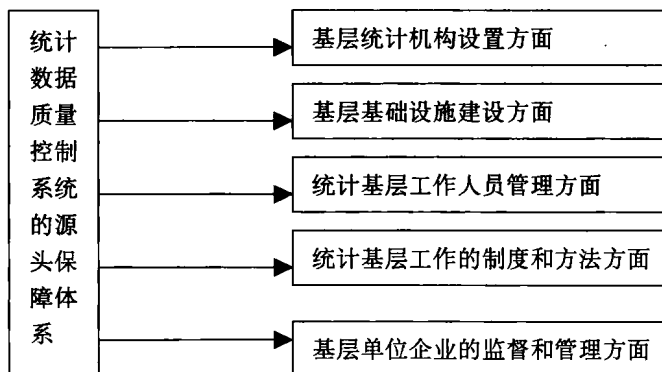 统计
数据
质量
控制
系统
的源
头保
障体
系
基层统计机构设置方面
基层基础设施建设方面
统计基层工作人员管理方面
统计基层工作的制度和方法方面
基层单位企业的监督和管理方面